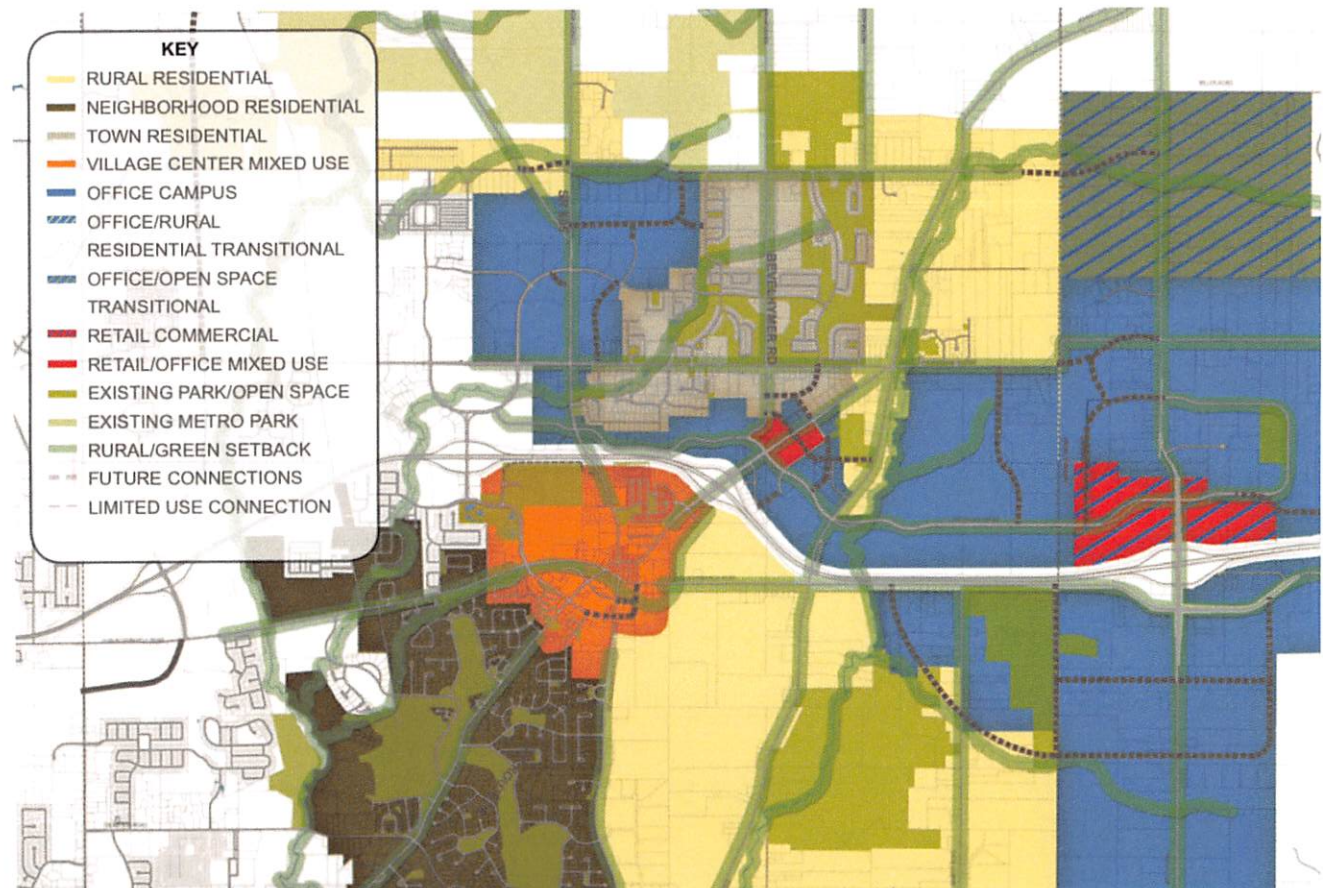 KEY
RURAL RESIDENTIAL
NEIGHBORHOOD RESIDENTIAL
TOWN RESIDENTIAL
VILLAGE CENTER MIXED USE
OFFICE CAMPUS
OFFICE/RURAL
RESIDENTIAL TRANSITIONAL
OFFICE/OPEN SPACE
TRANSITIONAL
RETAIL COMMERCIAL
RETAIL/OFFICE MIXED USE
EXISTING PARK/OPEN SPACE
EXISTING METRO PARK
RURAL/GREEN SETBACK
FUTURE CONNECTIONS
LIMITED USE CONNECTION